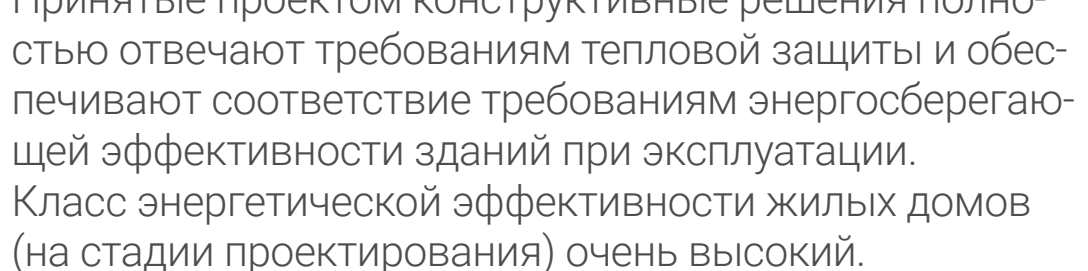 Принятые проектом конструктивные решения полно-
стью отвечают требованиям тепловой защиты и обес-
печивают соответствие требованиям энергосберегаю-
щей эффективности зданий при эксплуатации.
Класс энергетической эффективности жилых домов
(на стадии проектирования) очень высокий.